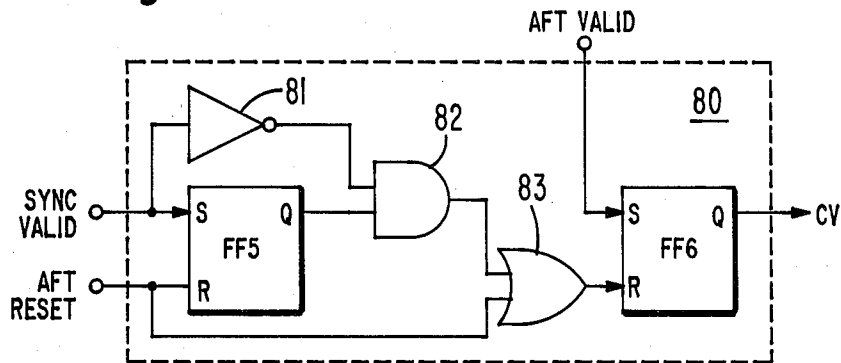 AFT VALID
81
80
82
SYNC
VALID
S
Q
FF5
83
S
Q
FF6
CV
AFT
RESET
R
R